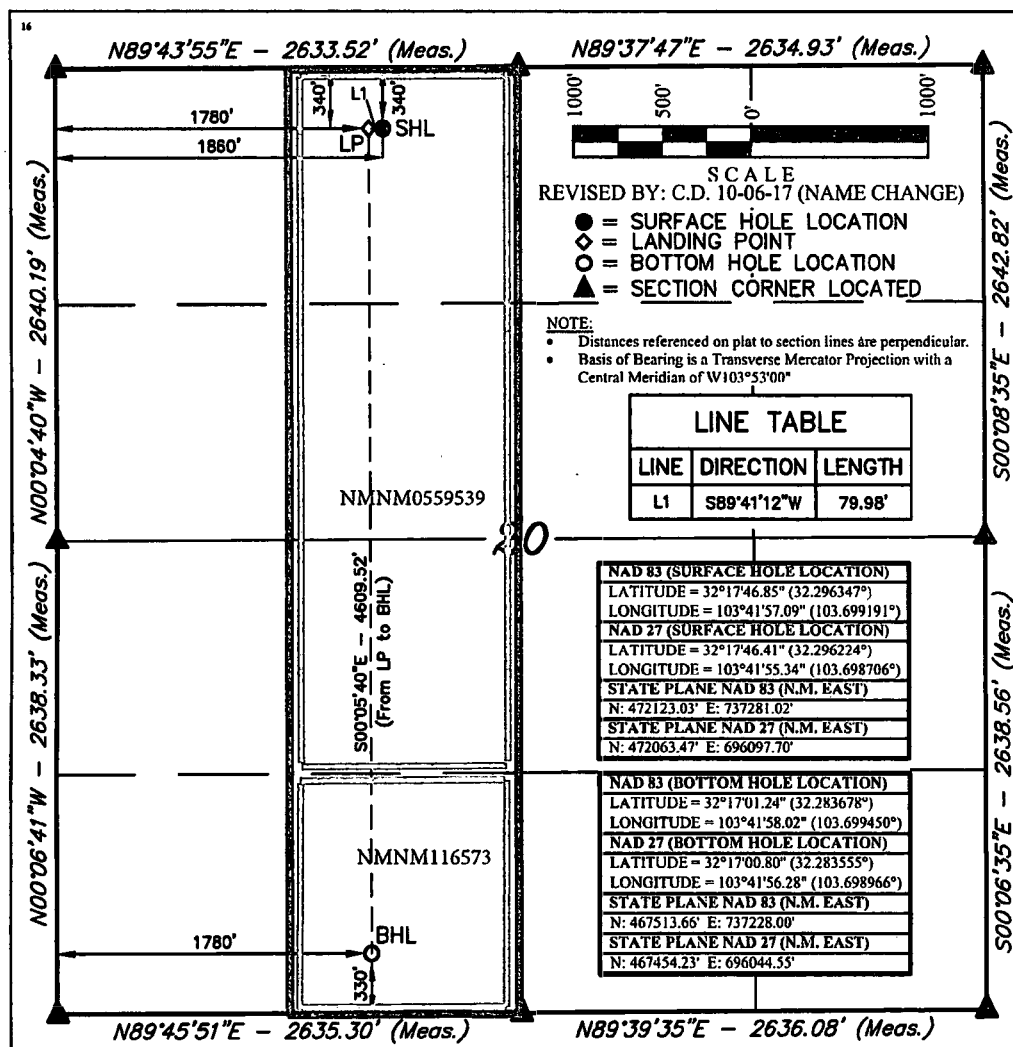 16
N89°43'55"E - 2633.52' (Meas.)
N89°37'47"E - 2634.93' (Meas.)
1000'
500'
0'
1000'
340'
L1
340'
1780'
LP
SHL
1860'
SCALE
REVISED BY: C.D. 10-06-17 (NAME CHANGE)
= SURFACE HOLE LOCATION
= LANDING POINT
= BOTTOM HOLE LOCATION
= SECTION CORNER LOCATED
NOTE:
• Distances referenced on plat to section lines are perpendicular.
• Basis of Bearing is a Transverse Mercator Projection with a
Central Meridian of W103°53'00"
LINE TABLE
LINE DIRECTION LENGTH
L1 S89°41'12"W 79.98'
N00°04'40"W - 2640.19' (Meas.)
S00°08'35"E - 2642.82' (Meas.)
NMNM0559539
20
S00°05'40"E - 4609.52'
(From LP to BHL)
NAD 83 (SURFACE HOLE LOCATION)
LATITUDE = 32°17'46.85" (32.296347°)
LONGITUDE = 103°41'57.09" (103.699191°)
NAD 27 (SURFACE HOLE LOCATION)
LATITUDE = 32°17'46.41" (32.296224°)
LONGITUDE = 103°41'55.34" (103.698706°)
STATE PLANE NAD 83 (N.M. EAST)
N: 472123.03' E: 737281.02'
STATE PLANE NAD 27 (N.M. EAST)
N: 472063.47' E: 696097.70'
N00°06'41"W - 2638.33' (Meas.)
S00°06'35"E - 2638.56' (Meas.)
NAD 83 (BOTTOM HOLE LOCATION)
LATITUDE = 32°17'01.24" (32.283678°)
LONGITUDE = 103°41'58.02" (103.699450°)
NAD 27 (BOTTOM HOLE LOCATION)
LATITUDE = 32°17'00.80" (32.283555°)
LONGITUDE = 103°41'56.28" (103.698966°)
STATE PLANE NAD 83 (N.M. EAST)
N: 467513.66' E: 737228.00'
STATE PLANE NAD 27 (N.M. EAST)
N: 467454.23' E: 696044.55'
NMNM116573
1780'
BHL
330'
N89°45'51"E - 2635.30' (Meas.)
N89°39'35"E - 2636.08' (Meas.)